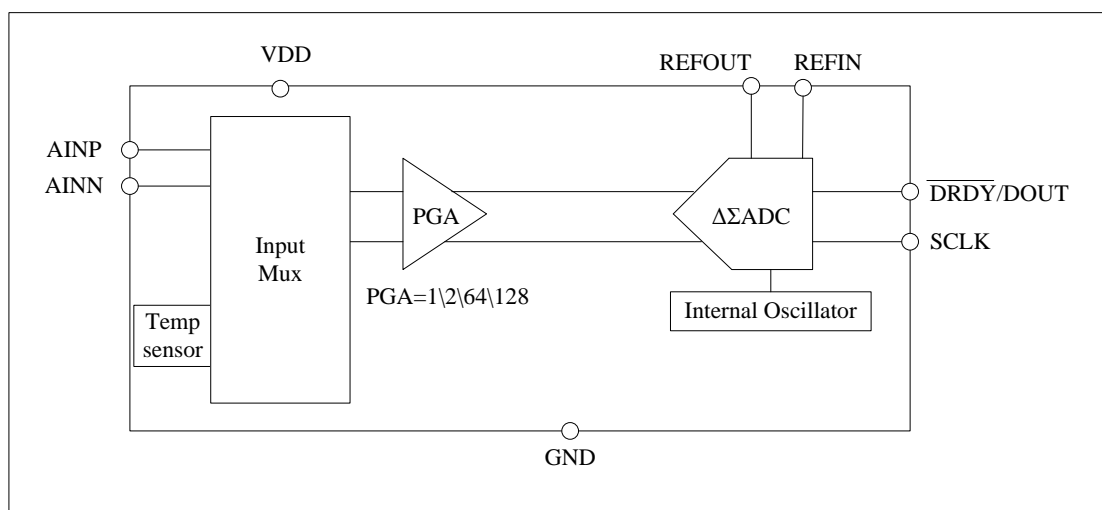 VDD
REFOUT
REFIN
AINP
AINN
DRDY/DOUT
PGA
ΔΣADC
SCLK
Input
Mux
PGA=1\2\64\128
Internal Oscillator
Temp
sensor
GND